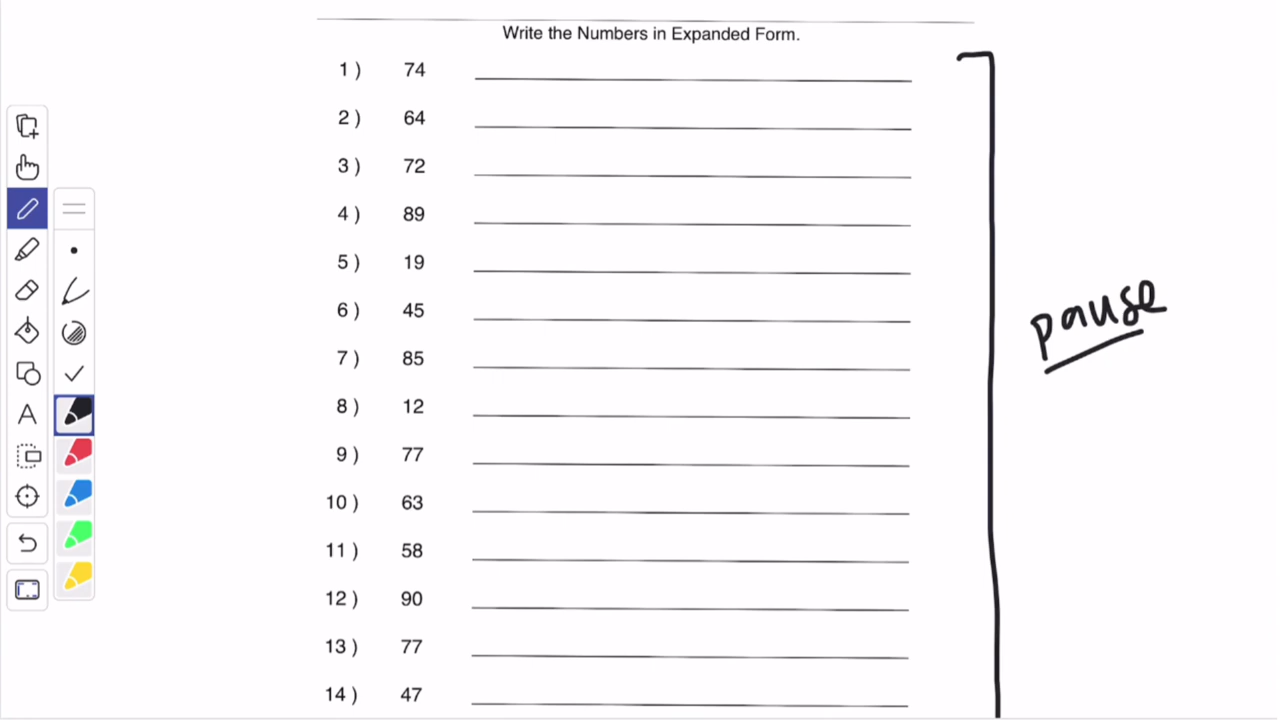 Write the Numbers in Expanded Form.
1 ) 74
2 ) 64
3 ) 72
4 ) 89
5 ) 19
6 ) 45
7 ) 85
8 ) 12
9 ) 77
10 ) 63
11 ) 58
12 ) 90
13 ) 77
14 ) 47
pause
A